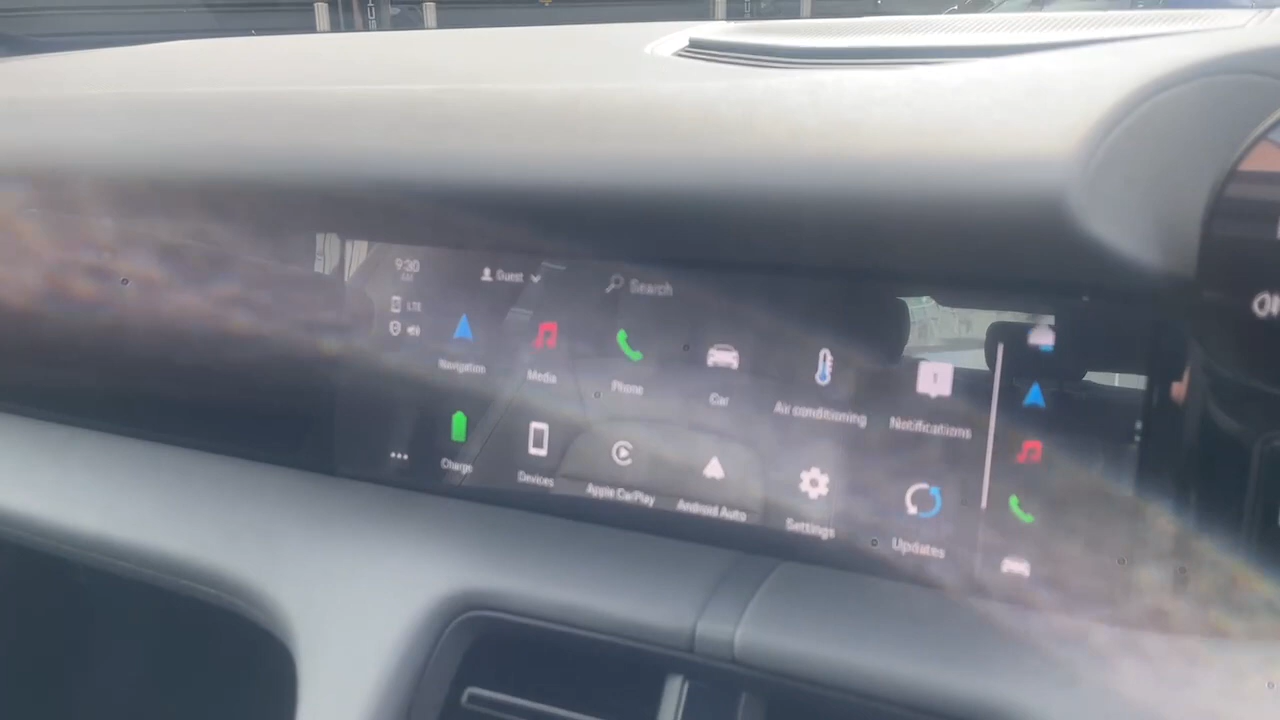 9:30
AM
Guest
Search
LTE
Navigation
Media
Phone
Car
Air conditioning
Notifications
Charge
Devices
Apple CarPlay
Android Auto
Settings
Updates